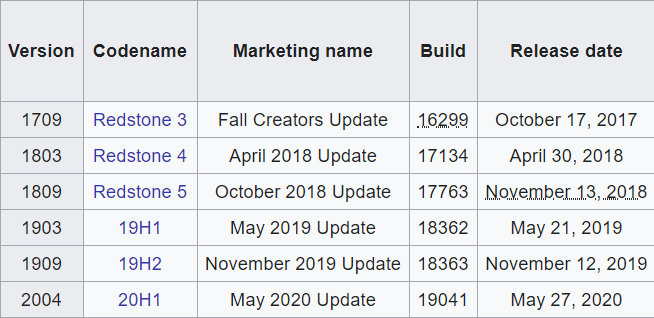 Version Codename Marketing name Build Release date
1709 Redstone 3 Fall Creators Update 16299 October 17, 2017
1803 Redstone 4 April 2018 Update 17134 April 30, 2018
1809 Redstone 5 October 2018 Update 17763 November 13, 2018
1903 19H1 May 2019 Update 18362 May 21, 2019
1909 19H2 November 2019 Update 18363 November 12, 2019
2004 20H1 May 2020 Update 19041 May 27, 2020